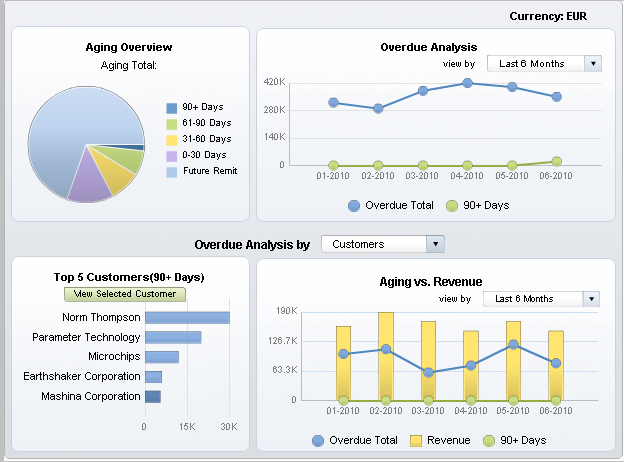 Currency: EUR
Aging Overview
Aging Total:
90+ Days
61-90 Days
31-60 Days
0-30 Days
Future Remit
Overdue Analysis
view by
Last 6 Months
420K
280K
140K
0
01-2010 02-2010 03-2010 04-2010 05-2010 06-2010
Overdue Total 90+ Days
Overdue Analysis by
Customers
Top 5 Customers(90+ Days)
View Selected Customer
Norm Thompson
Parameter Technology
Microchips
Earthshaker Corporation
Mashina Corporation
0 15K 30K
Aging vs. Revenue
view by
Last 6 Months
190K
126.7K
63.3K
0
01-2010 02-2010 03-2010 04-2010 05-2010 06-2010
Overdue Total Revenue 90+ Days